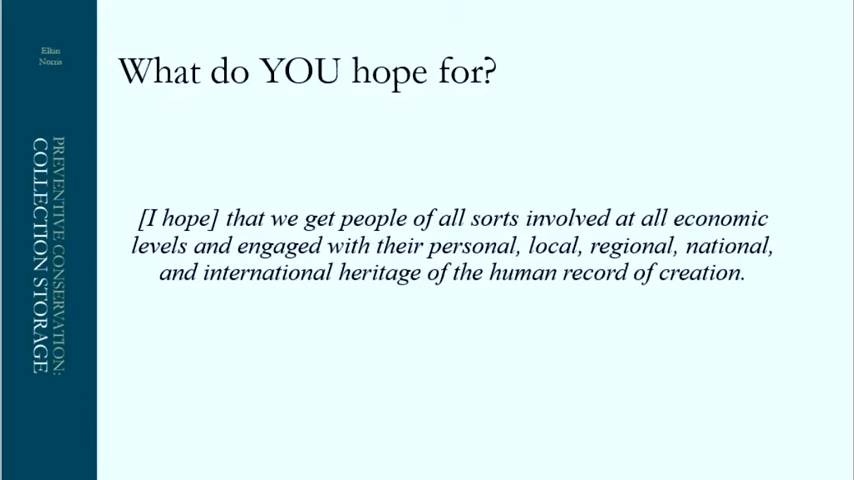 Elkin
Norris
PREVENTIVE CONSERVATION:
COLLECTION STORAGE
What do YOU hope for?
[I hope] that we get people of all sorts involved at all economic
levels and engaged with their personal, local, regional, national,
and international heritage of the human record of creation.